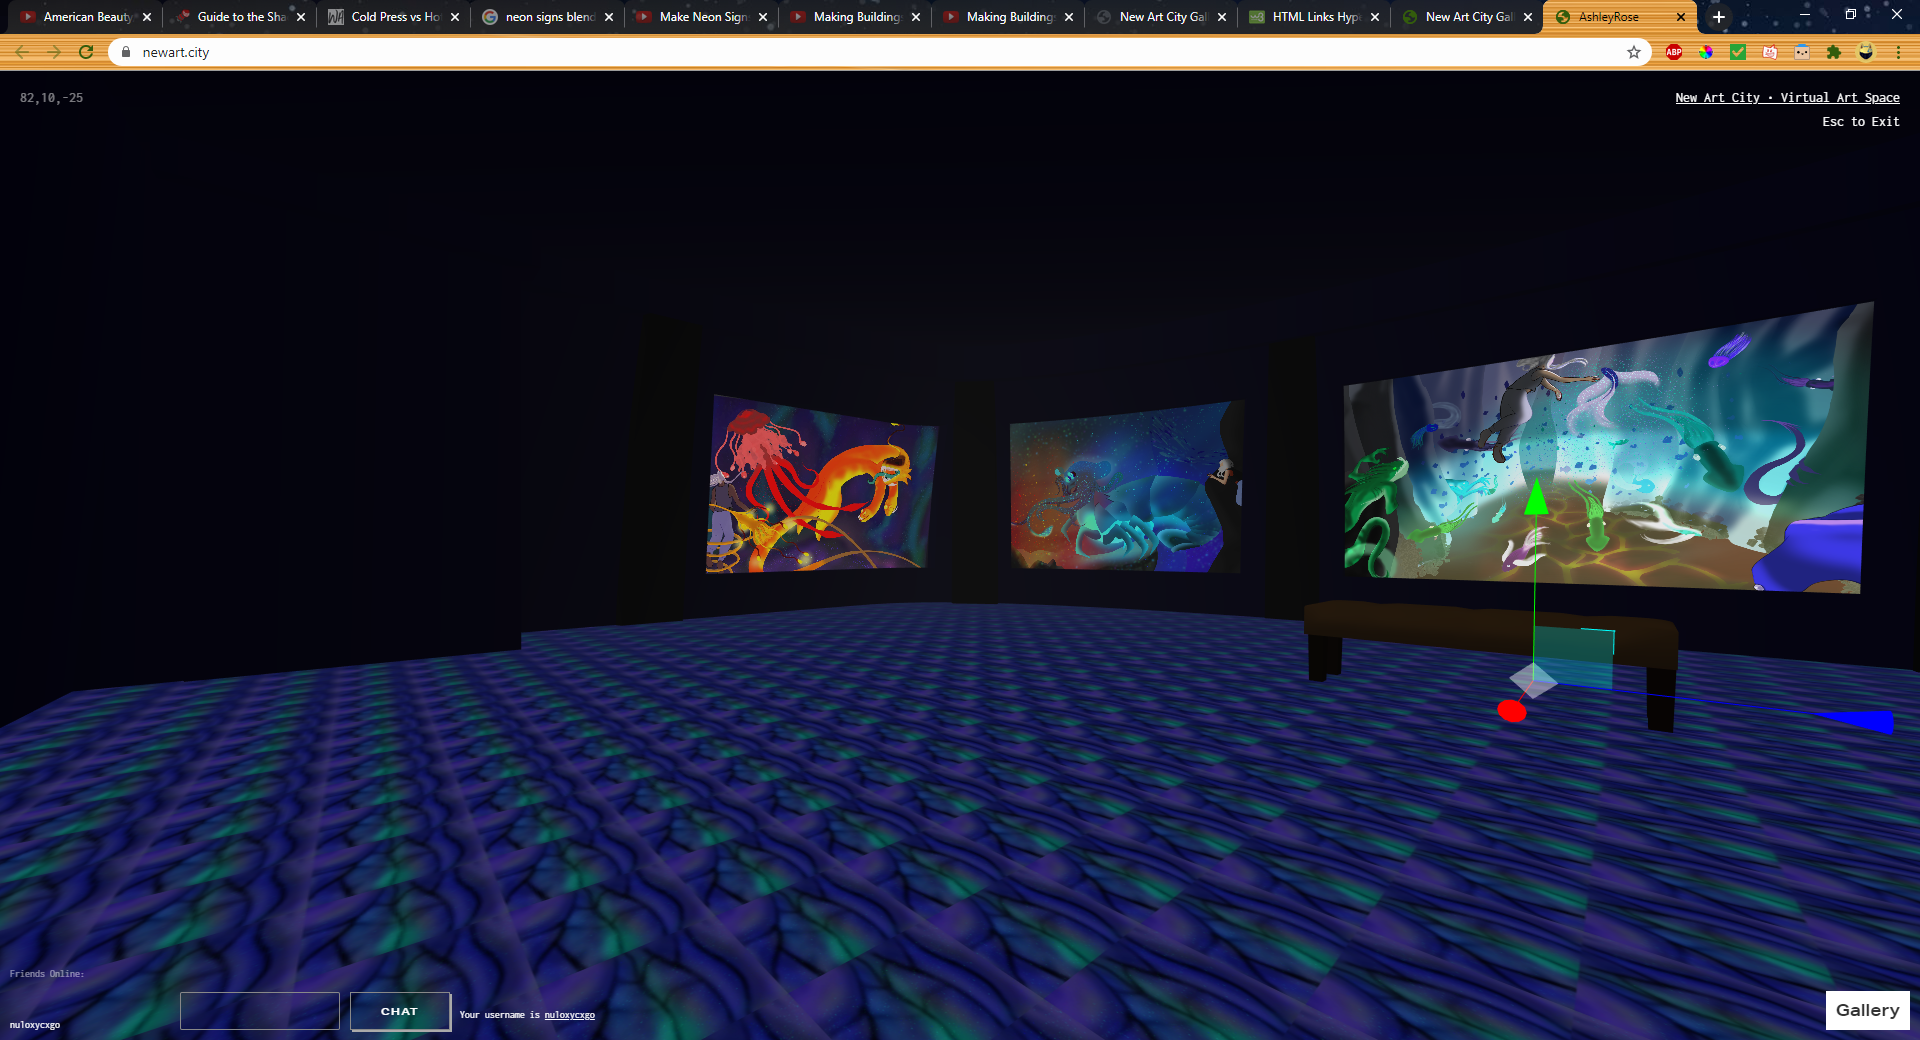 American Beauty
Guide to the Sha
Cold Press vs Ho
neon signs blend
Make Neon Sign
Making Building
Making Building
New Art City Gal
HTML Links Hype
New Art City Gal
AshleyRose
newart.city
ABP
82,10,-25
New Art City · Virtual Art Space
Esc to Exit
Friends Online:
nuloxycxgo
CHAT
Your username is nuloxycxgo
Gallery